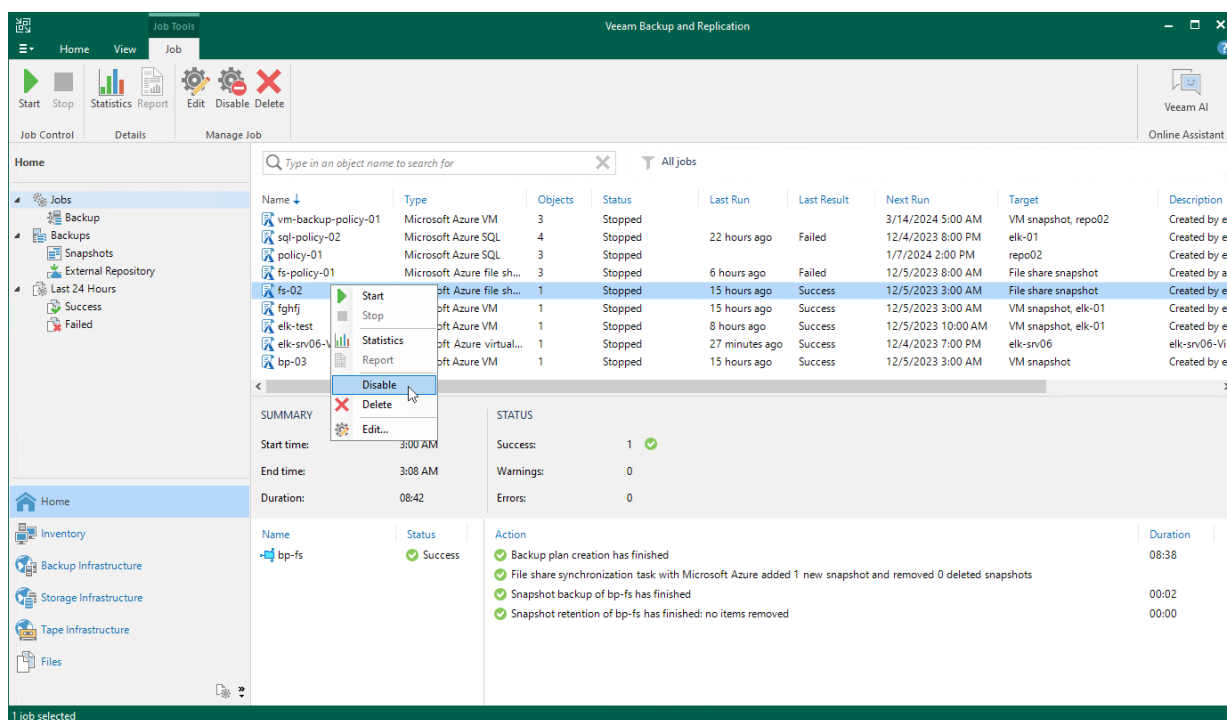 Job Tools
Veeam Backup and Replication
Home View Job
Start Stop Statistics Report Edit Disable Delete
Veeam AI
Job Control Details Manage Job Online Assistant
Home
Type in an object name to search for
All jobs
Jobs
Backup
Backups
Snapshots
External Repository
Last 24 Hours
Success
Failed
Name Type Objects Status Last Run Last Result Next Run Target Description
vm-backup-policy-01 Microsoft Azure VM 3 Stopped 3/14/2024 5:00 AM VM snapshot, repo02 Created by e
sql-policy-02 Microsoft Azure SQL 4 Stopped 22 hours ago Failed 12/4/2023 8:00 PM elk-01 Created by e
policy-01 Microsoft Azure SQL 3 Stopped 1/7/2024 2:00 PM repo02 Created by e
fs-policy-01 Microsoft Azure file sh... 3 Stopped 6 hours ago Failed 12/5/2023 8:00 AM File share snapshot Created by a
fs-02 oft Azure file sh... 1 Stopped 15 hours ago Success 12/5/2023 3:00 AM File share snapshot Created by e
fghfj oft Azure VM 1 Stopped 15 hours ago Success 12/5/2023 3:00 AM VM snapshot, elk-01 Created by e
elk-test oft Azure VM 1 Stopped 8 hours ago Success 12/5/2023 10:00 AM VM snapshot, elk-01 Created by e
elk-srv06-V oft Azure virtual... 1 Stopped 27 minutes ago Success 12/4/2023 7:00 PM elk-srv06 elk-srv06-Vi
bp-03 oft Azure VM 1 Stopped 15 hours ago Success 12/5/2023 3:00 AM VM snapshot Created by e
Start
Stop
Statistics
Report
Disable
Delete
Edit...
SUMMARY STATUS
Start time: 3:00 AM Success: 1
End time: 3:08 AM Warnings: 0
Duration: 08:42 Errors: 0
Name Status Action Duration
bp-fs Success Backup plan creation has finished 08:38
File share synchronization task with Microsoft Azure added 1 new snapshot and removed 0 deleted snapshots
Snapshot backup of bp-fs has finished 00:02
Snapshot retention of bp-fs has finished: no items removed 00:00
Home
Inventory
Backup Infrastructure
Storage Infrastructure
Tape Infrastructure
Files
1 job selected